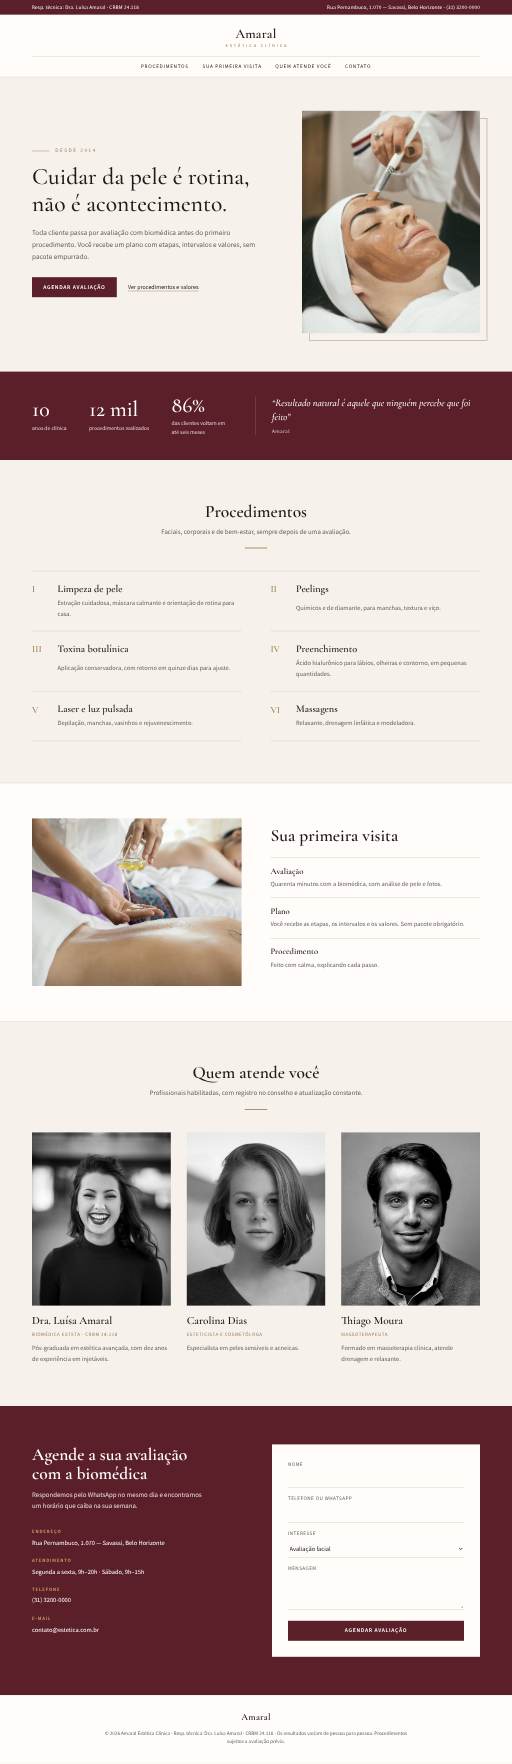 Resp. técnica: Dra. Luísa Amaral · CRBM 24.118
Rua Pernambuco, 1.070 — Savassi, Belo Horizonte · (31) 3200-0000
Amaral
ESTÉTICA CLÍNICA
PROCEDIMENTOS SUA PRIMEIRA VISITA QUEM ATENDE VOCÊ CONTATO
DESDE 2014
Cuidar da pele é rotina,
não é acontecimento.
Toda cliente passa por avaliação com biomédica antes do primeiro
procedimento. Você recebe um plano com etapas, intervalos e valores, sem
pacote empurrado.
AGENDAR AVALIAÇÃO
Ver procedimentos e valores
10
anos de clínica
12 mil
procedimentos realizados
86%
das clientes voltam em
até seis meses
“Resultado natural é aquele que ninguém percebe que foi
feito”
Amaral
Procedimentos
Faciais, corporais e de bem-estar, sempre depois de uma avaliação.
I
Limpeza de pele
Extração cuidadosa, máscara calmante e orientação de rotina para
casa.
II
Peelings
Químicos e de diamante, para manchas, textura e viço.
III
Toxina botulínica
Aplicação conservadora, com retorno em quinze dias para ajuste.
IV
Preenchimento
Ácido hialurônico para lábios, olheiras e contorno, em pequenas
quantidades.
V
Laser e luz pulsada
Depilação, manchas, vasinhos e rejuvenescimento.
VI
Massagens
Relaxante, drenagem linfática e modeladora.
Sua primeira visita
Avaliação
Quarenta minutos com a biomédica, com análise de pele e fotos.
Plano
Você recebe as etapas, os intervalos e os valores. Sem pacote obrigatório.
Procedimento
Feito com calma, explicando cada passo.
Quem atende você
Profissionais habilitadas, com registro no conselho e atualização constante.
Dra. Luísa Amaral
BIOMÉDICA ESTETA · CRBM 24.118
Pós-graduada em estética avançada, com dez anos
de experiência em injetáveis.
Carolina Dias
ESTETICISTA E COSMETÓLOGA
Especialista em peles sensíveis e acneicas.
Thiago Moura
MASSOTERAPEUTA
Formado em massoterapia clínica, atende
drenagem e relaxante.
Agende a sua avaliação
com a biomédica
Respondemos pelo WhatsApp no mesmo dia e encontramos
um horário que caiba na sua semana.
ENDEREÇO
Rua Pernambuco, 1.070 — Savassi, Belo Horizonte
ATENDIMENTO
Segunda a sexta, 9h–20h · Sábado, 9h–15h
TELEFONE
(31) 3200-0000
E-MAIL
contato@estetica.com.br
NOME
TELEFONE OU WHATSAPP
INTERESSE
Avaliação facial
MENSAGEM
AGENDAR AVALIAÇÃO
Amaral
© 2026 Amaral Estética Clínica · Resp. técnica: Dra. Luísa Amaral · CRBM 24.118 · Os resultados variam de pessoa para pessoa. Procedimentos
sujeitos a avaliação prévia.